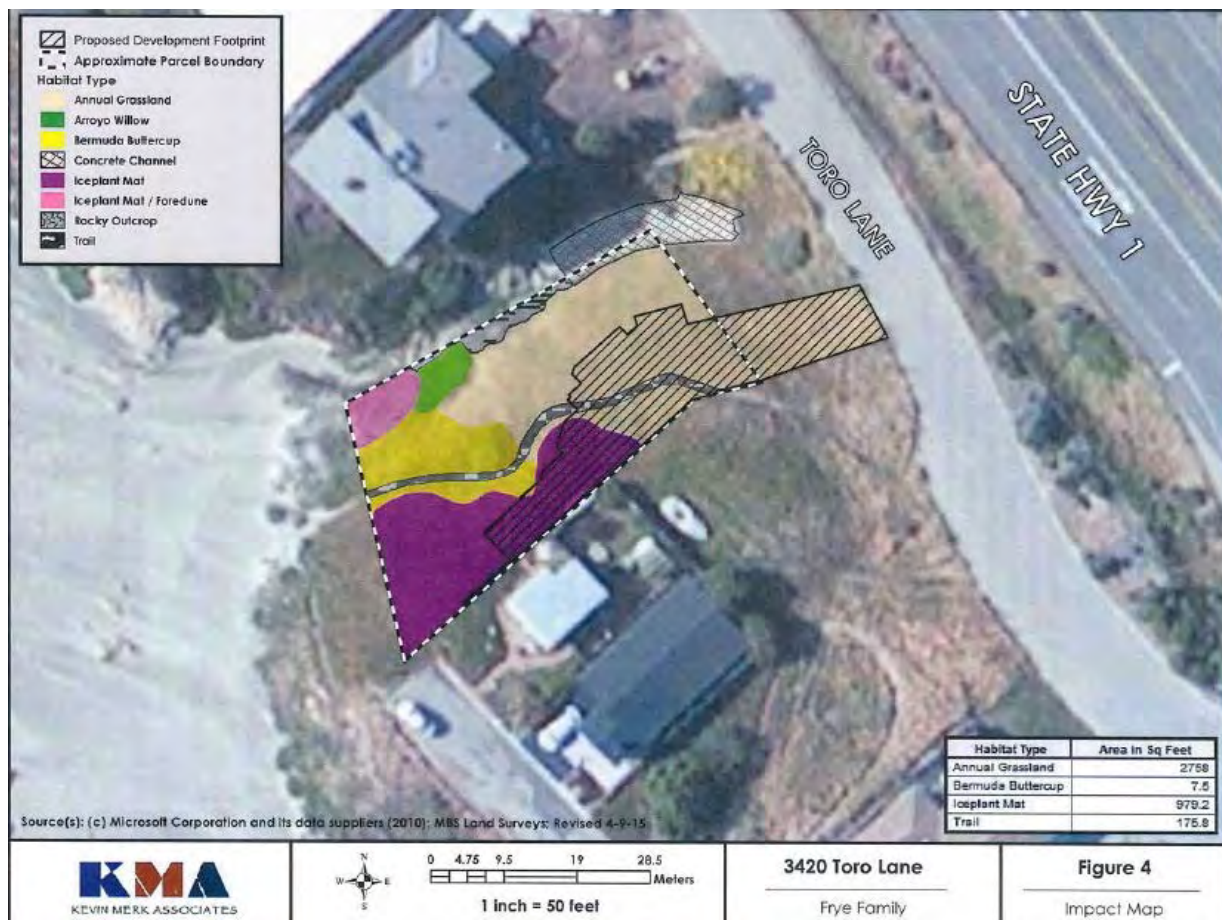 Proposed Development Footprint
Approximate Parcel Boundary
Habitat Type
Annual Grassland
Arroyo Willow
Bermuda Buttercup
Concrete Channel
Iceplant Mat
Iceplant Mat / Foredune
Rocky Outcrop
Trail
TORO LANE
STATE HWY 1
Habitat Type Area in Sq Feet
Annual Grassland 2758
Bermuda Buttercup 7.5
Iceplant Mat 979.2
Trail 175.8
Source(s): (c) Microsoft Corporation and its data suppliers (2010); MBS Land Surveys; Revised 4-9-15
KMA
KEVIN MERK ASSOCIATES
N
W E
S
0 4.75 9.5 19 28.5
Meters
1 inch = 50 feet
3420 Toro Lane
Frye Family
Figure 4
Impact Map